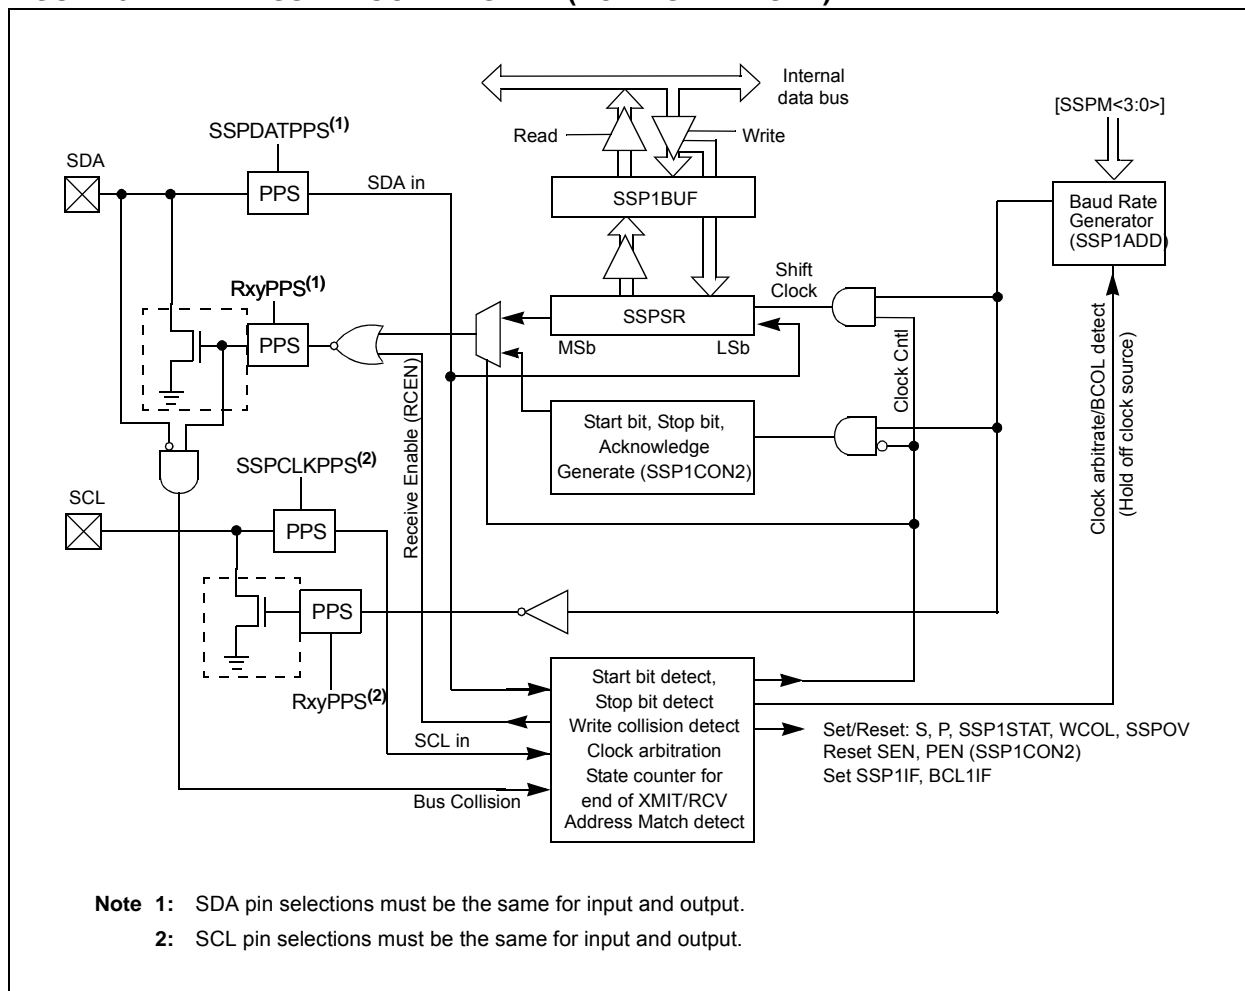 Internal
data bus
[SSPM<3:0>]
SSPDATPPS(1)
Read
Write
SDA
PPS
SDA in
SSP1BUF
Baud Rate
Generator
(SSP1ADD)
Shift
Clock
RxyPPS(1)
PPS
SSPSR
MSb
LSb
Receive Enable (RCEN)
Clock Cntl
Clock arbitrate/BCOL detect
(Hold off clock source)
Start bit, Stop bit,
Acknowledge
Generate (SSP1CON2)
SSPCLKPPS(2)
SCL
PPS
PPS
RxyPPS(2)
SCL in
Bus Collision
Start bit detect,
Stop bit detect
Write collision detect
Clock arbitration
State counter for
end of XMIT/RCV
Address Match detect
Set/Reset: S, P, SSP1STAT, WCOL, SSPOV
Reset SEN, PEN (SSP1CON2)
Set SSP1IF, BCL1IF
Note 1: SDA pin selections must be the same for input and output.
2: SCL pin selections must be the same for input and output.